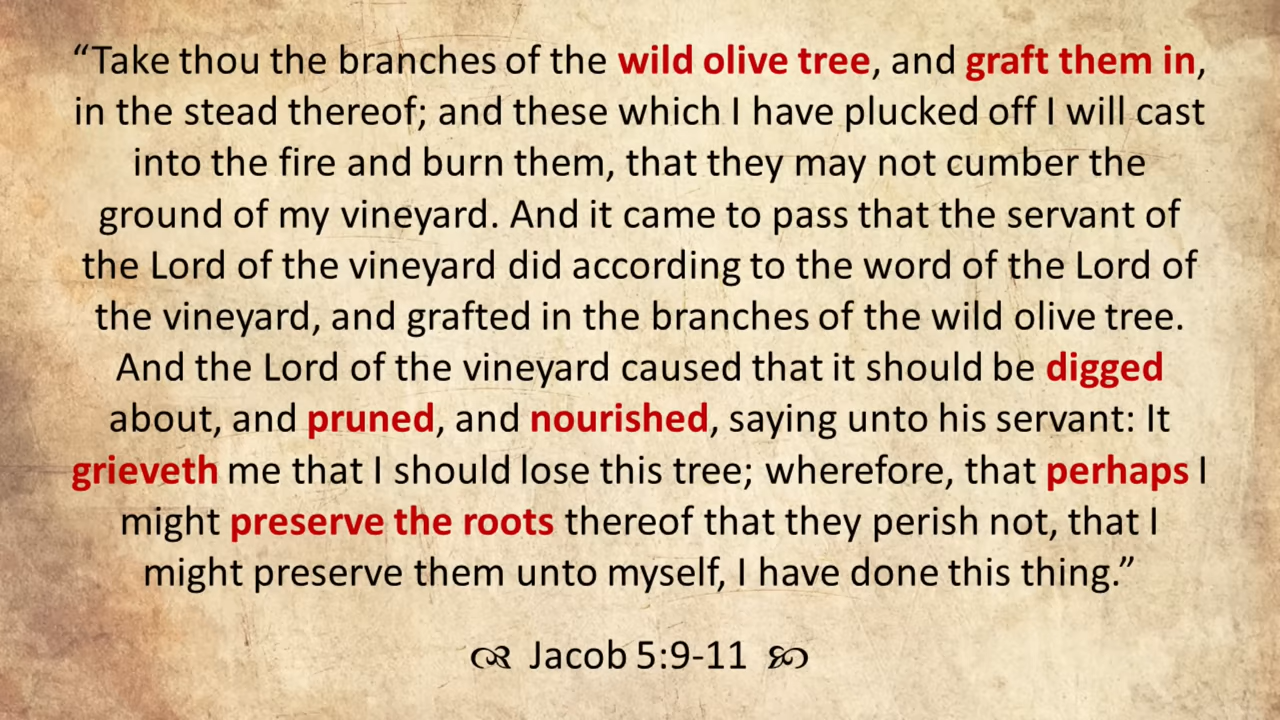 “Take thou the branches of the wild olive tree, and graft them in,
in the stead thereof; and these which I have plucked off I will cast
into the fire and burn them, that they may not cumber the
ground of my vineyard. And it came to pass that the servant of
the Lord of the vineyard did according to the word of the Lord of
the vineyard, and grafted in the branches of the wild olive tree.
And the Lord of the vineyard caused that it should be digged
about, and pruned, and nourished, saying unto his servant: It
grieveth me that I should lose this tree; wherefore, that perhaps I
might preserve the roots thereof that they perish not, that I
might preserve them unto myself, I have done this thing.”
Jacob 5:9-11